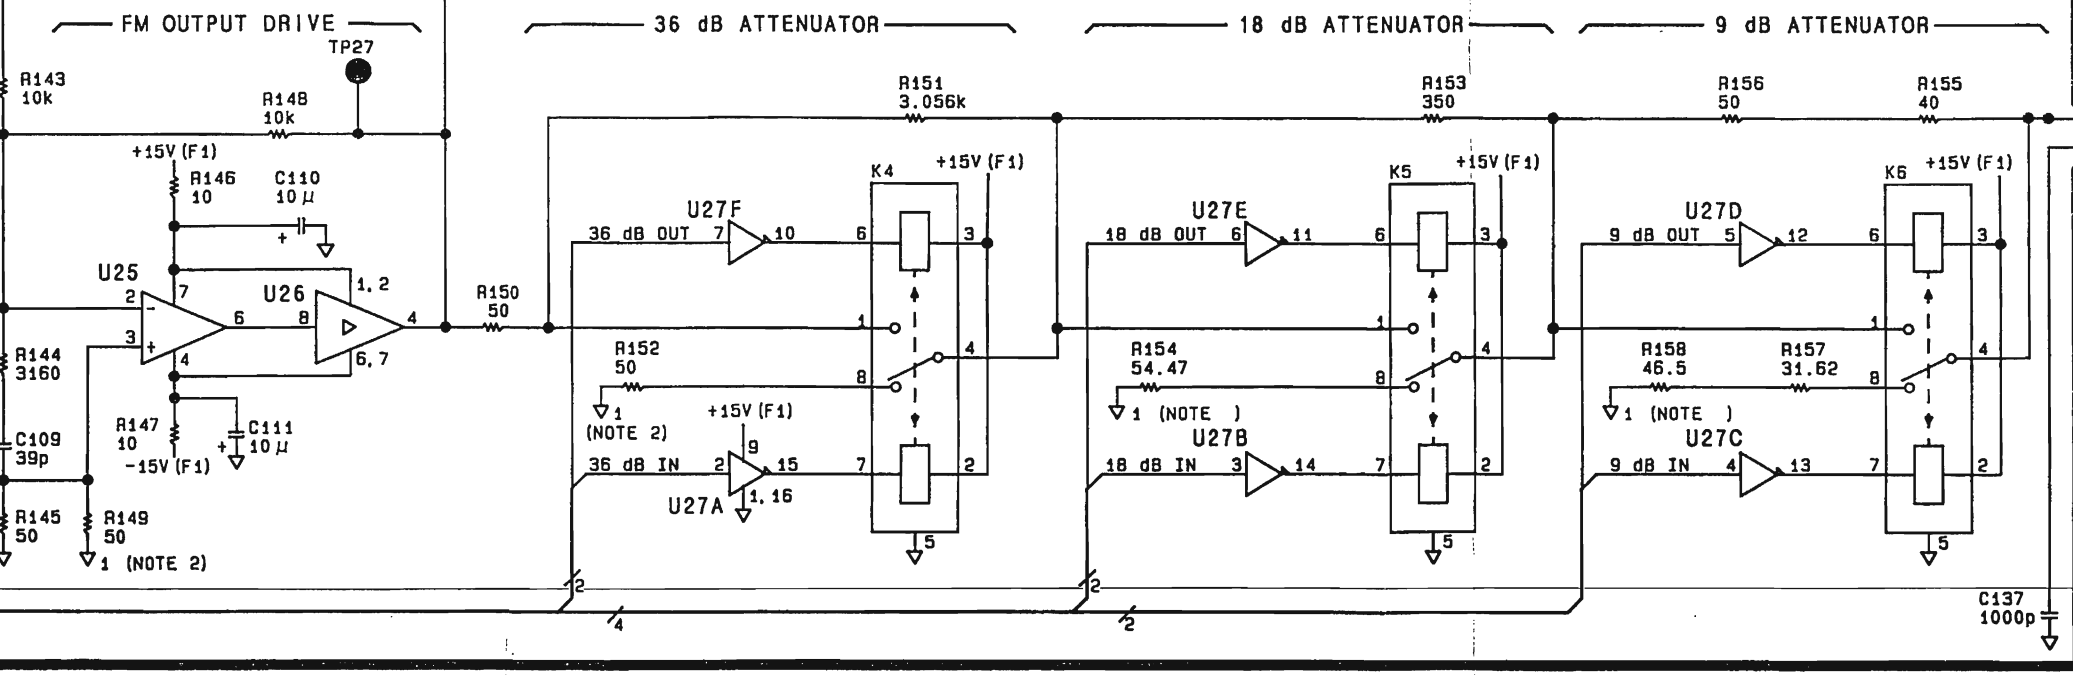 FM OUTPUT DRIVE
36 dB ATTENUATOR
18 dB ATTENUATOR
9 dB ATTENUATOR
TP27
R143
10k
R148
10k
+15V (F1)
R146
10
C110
10 μ
+
U25
7
2
-
3
+
6
4
U26
8
1, 2
4
6, 7
R144
3160
C109
39p
R147
10
-15V (F1)
+
C111
10 μ
R145
50
R149
50
1 (NOTE 2)
R150
50
R151
3.056k
K4
+15V (F1)
U27F
36 dB OUT
7
10
6
3
1
4
R152
50
8
1
(NOTE 2)
+15V (F1)
9
36 dB IN
2
15
7
2
1, 16
U27A
5
2
4
R153
350
K5
+15V (F1)
U27E
18 dB OUT
6
11
6
3
1
4
R154
54.47
8
1 (NOTE )
U27B
18 dB IN
3
14
7
2
5
2
2
R156
50
R155
40
K6
+15V (F1)
U27D
9 dB OUT
5
12
6
3
1
4
R158
46.5
R157
31.62
8
1 (NOTE )
U27C
9 dB IN
4
13
7
2
5
C137
1000p